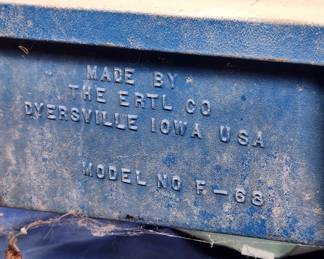 MADE BY
THE ERTL CO
DYERSVILLE IOWA USA
MODEL NO F-68